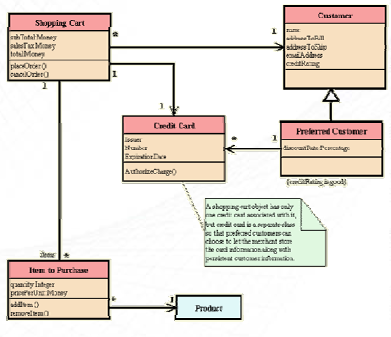 Shopping Cart
subTotal:Money
salesTax:Money
totalMoney
placeOrder()
cancelOrder()
*
1
1
1
1
Customer
name
addressToBill
addressToShip
emailAddress
creditRating
Credit Card
Issuer
Number
ExpirationDate
AuthorizeCharge()
*
1
Preferred Customer
discountRate:Percentage
{creditRating is good}
A shopping cart object has only
one credit card associated with it,
but credit card is a separate class
so that preferred customers can
choose to let the merchant store
the card information along with
persistent customer information.
items
*
Item to Purchase
quantity:Integer
pricePerUnit:Money
addItem()
removeItem()
*
1
Product